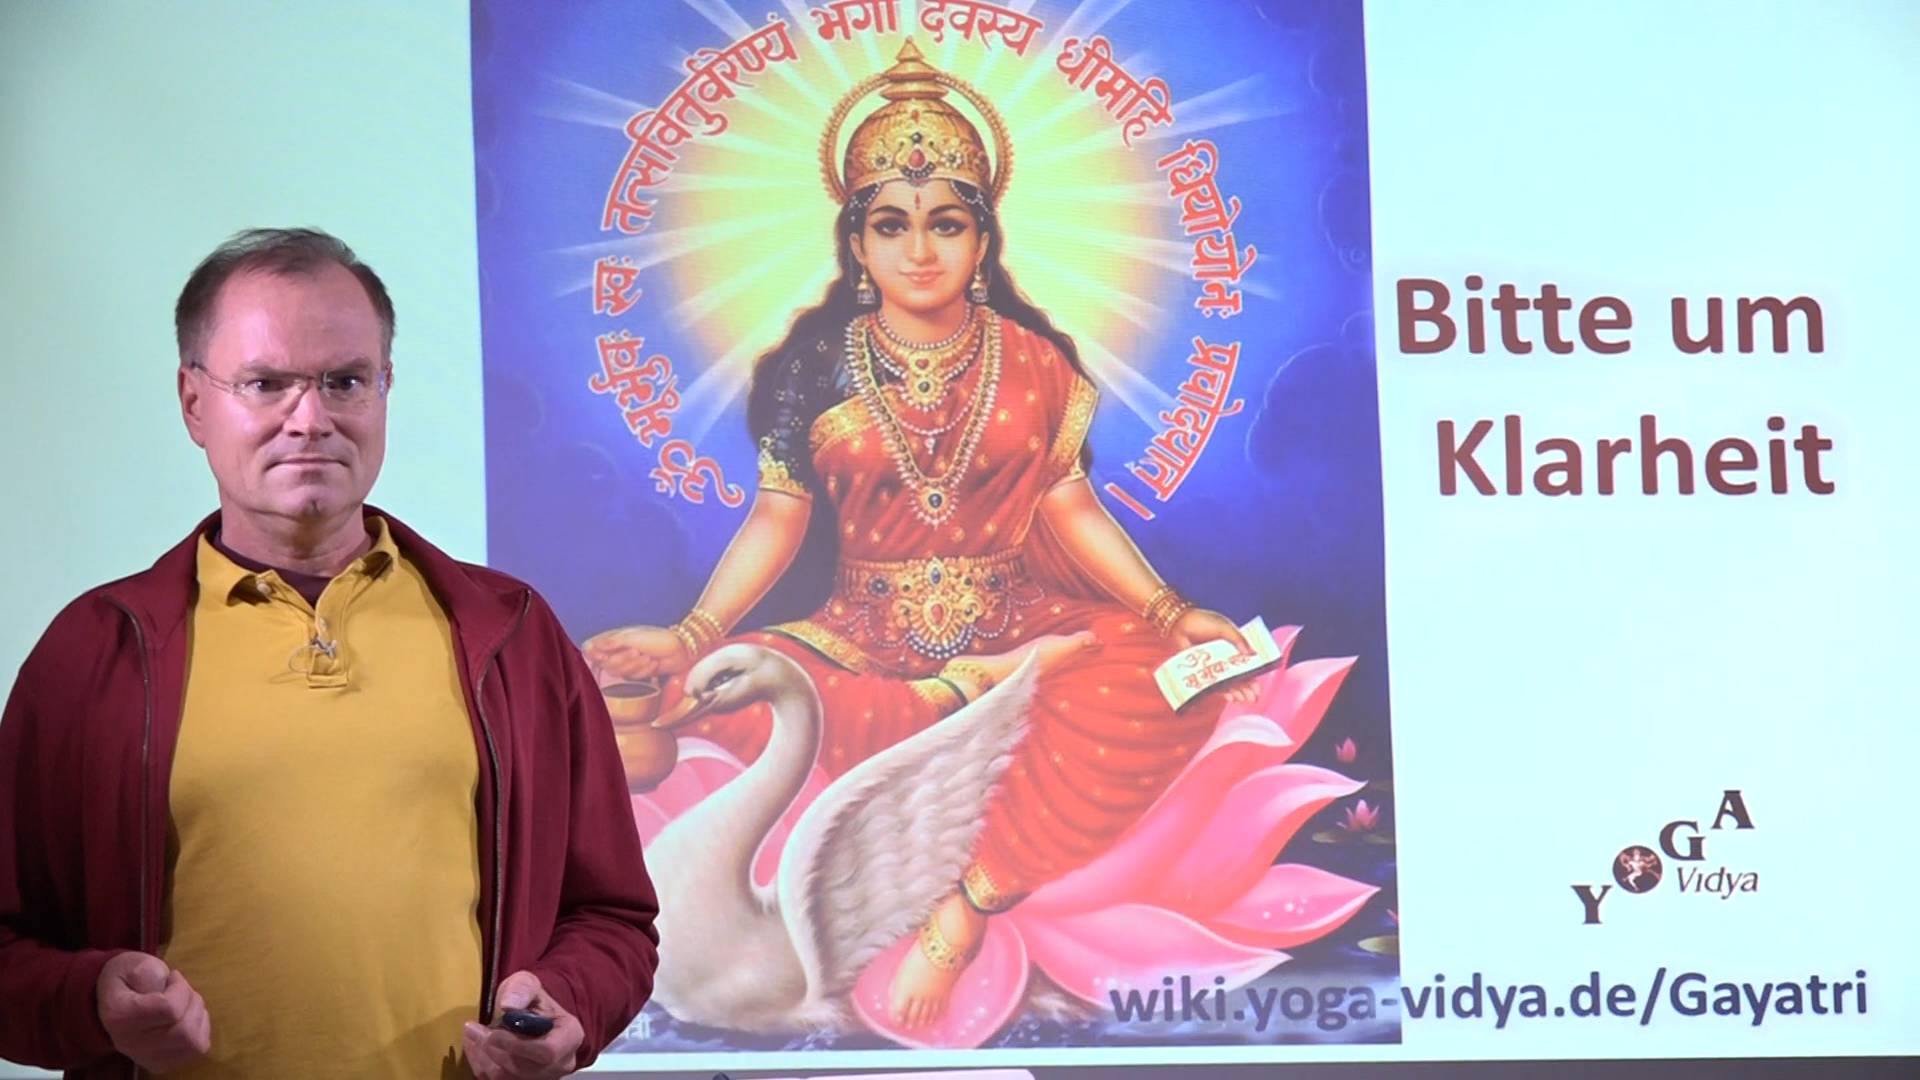 ॐ भूर्भुवः स्वः तत्सवितुर्वरेण्यं भर्गो देवस्य धीमहि धियो यो नः प्रचोदयात् ।
Bitte um
Klarheit
ॐ
भूर्भुवः स्वः
YOGA
Vidya
wiki.yoga-vidya.de/Gayatri